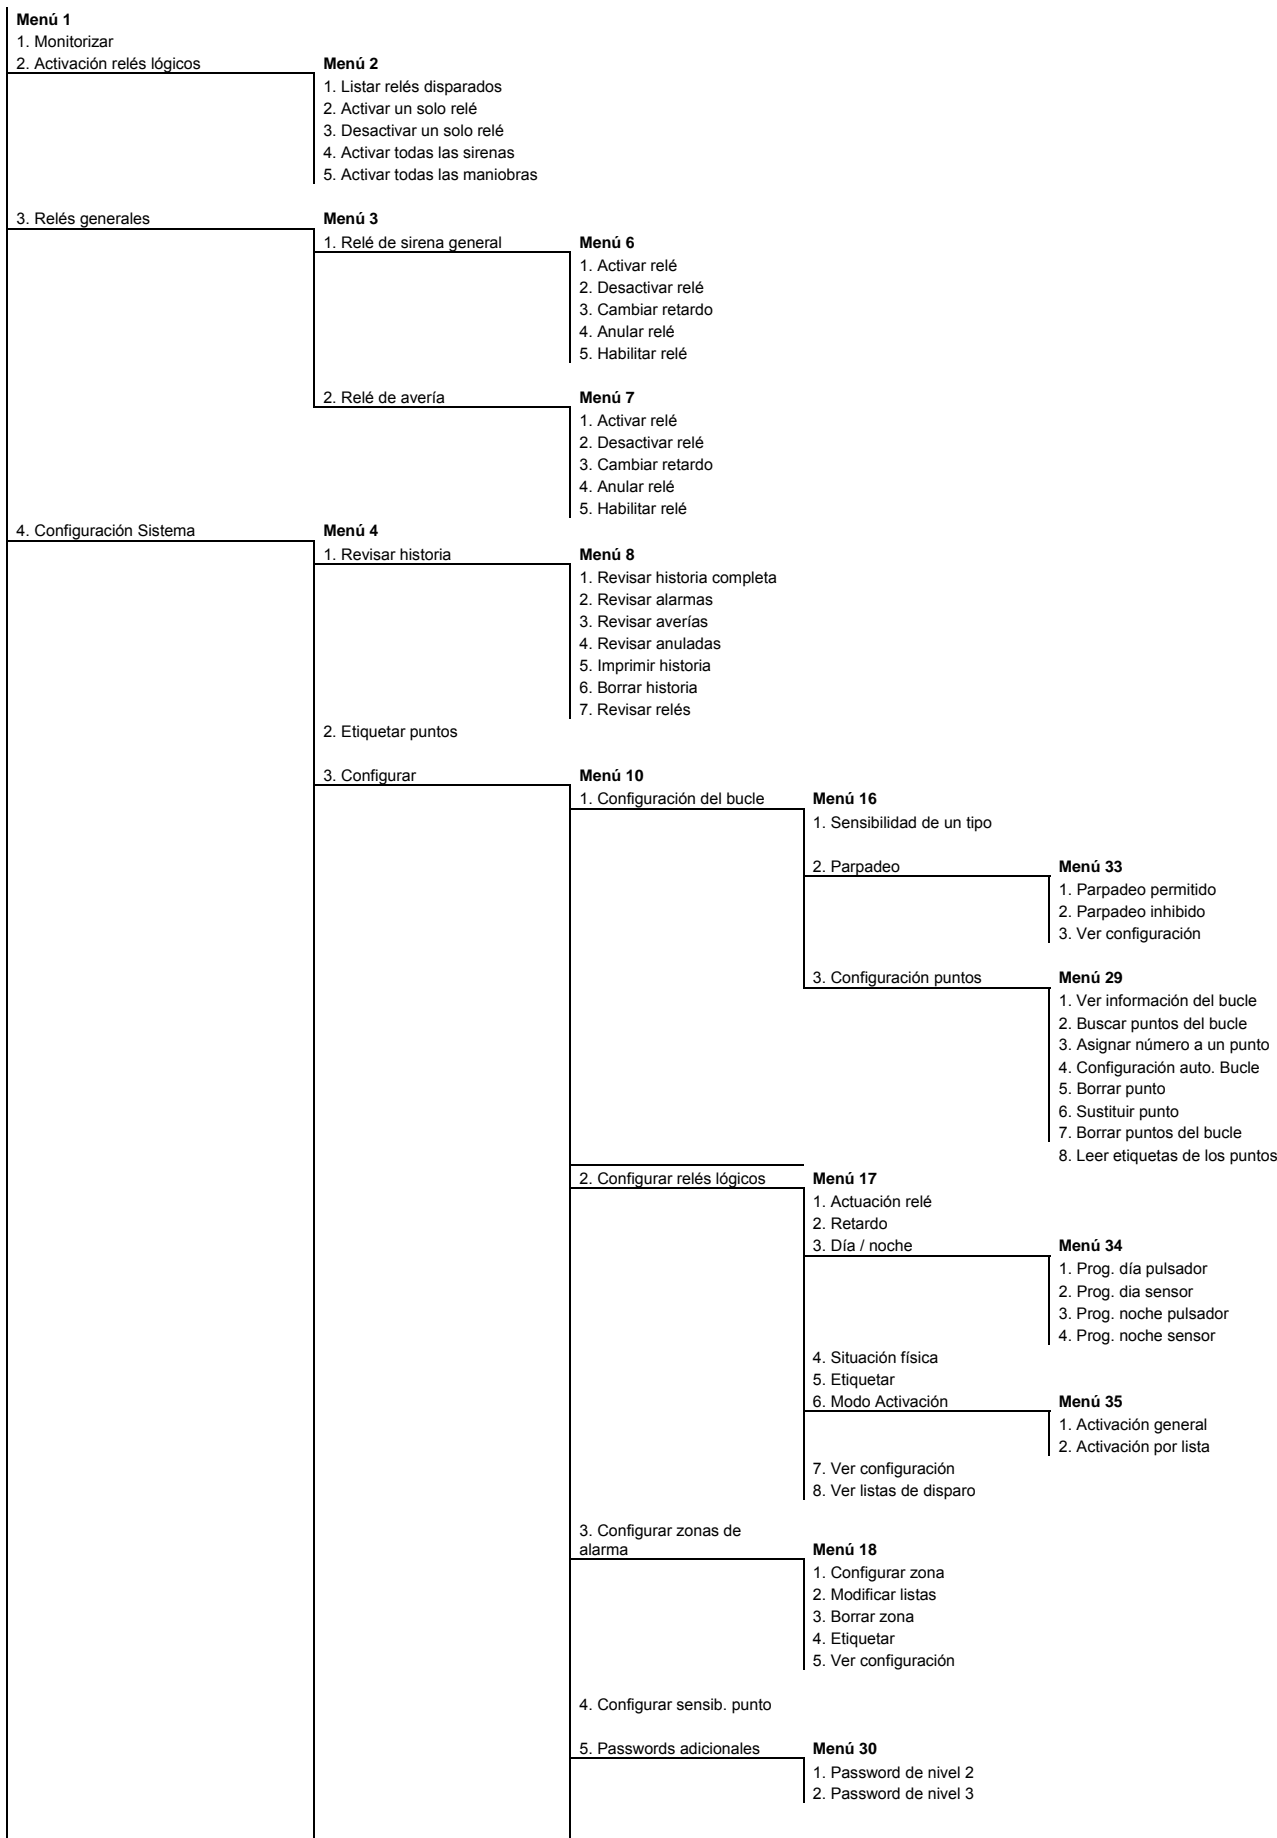 Menú 1
1. Monitorizar
2. Activación relés lógicos
Menú 2
1. Listar relés disparados
2. Activar un solo relé
3. Desactivar un solo relé
4. Activar todas las sirenas
5. Activar todas las maniobras
3. Relés generales
Menú 3
1. Relé de sirena general
Menú 6
1. Activar relé
2. Desactivar relé
3. Cambiar retardo
4. Anular relé
5. Habilitar relé
2. Relé de avería
Menú 7
1. Activar relé
2. Desactivar relé
3. Cambiar retardo
4. Anular relé
5. Habilitar relé
4. Configuración Sistema
Menú 4
1. Revisar historia
Menú 8
1. Revisar historia completa
2. Revisar alarmas
3. Revisar averías
4. Revisar anuladas
5. Imprimir historia
6. Borrar historia
7. Revisar relés
2. Etiquetar puntos
3. Configurar
Menú 10
1. Configuración del bucle
Menú 16
1. Sensibilidad de un tipo
2. Parpadeo
Menú 33
1. Parpadeo permitido
2. Parpadeo inhibido
3. Ver configuración
3. Configuración puntos
Menú 29
1. Ver información del bucle
2. Buscar puntos del bucle
3. Asignar número a un punto
4. Configuración auto. Bucle
5. Borrar punto
6. Sustituir punto
7. Borrar puntos del bucle
8. Leer etiquetas de los puntos
2. Configurar relés lógicos
Menú 17
1. Actuación relé
2. Retardo
3. Día / noche
Menú 34
1. Prog. día pulsador
2. Prog. dia sensor
3. Prog. noche pulsador
4. Prog. noche sensor
4. Situación física
5. Etiquetar
6. Modo Activación
Menú 35
1. Activación general
2. Activación por lista
7. Ver configuración
8. Ver listas de disparo
3. Configurar zonas de
alarma
Menú 18
1. Configurar zona
2. Modificar listas
3. Borrar zona
4. Etiquetar
5. Ver configuración
4. Configurar sensib. punto
5. Passwords adicionales
Menú 30
1. Password de nivel 2
2. Password de nivel 3